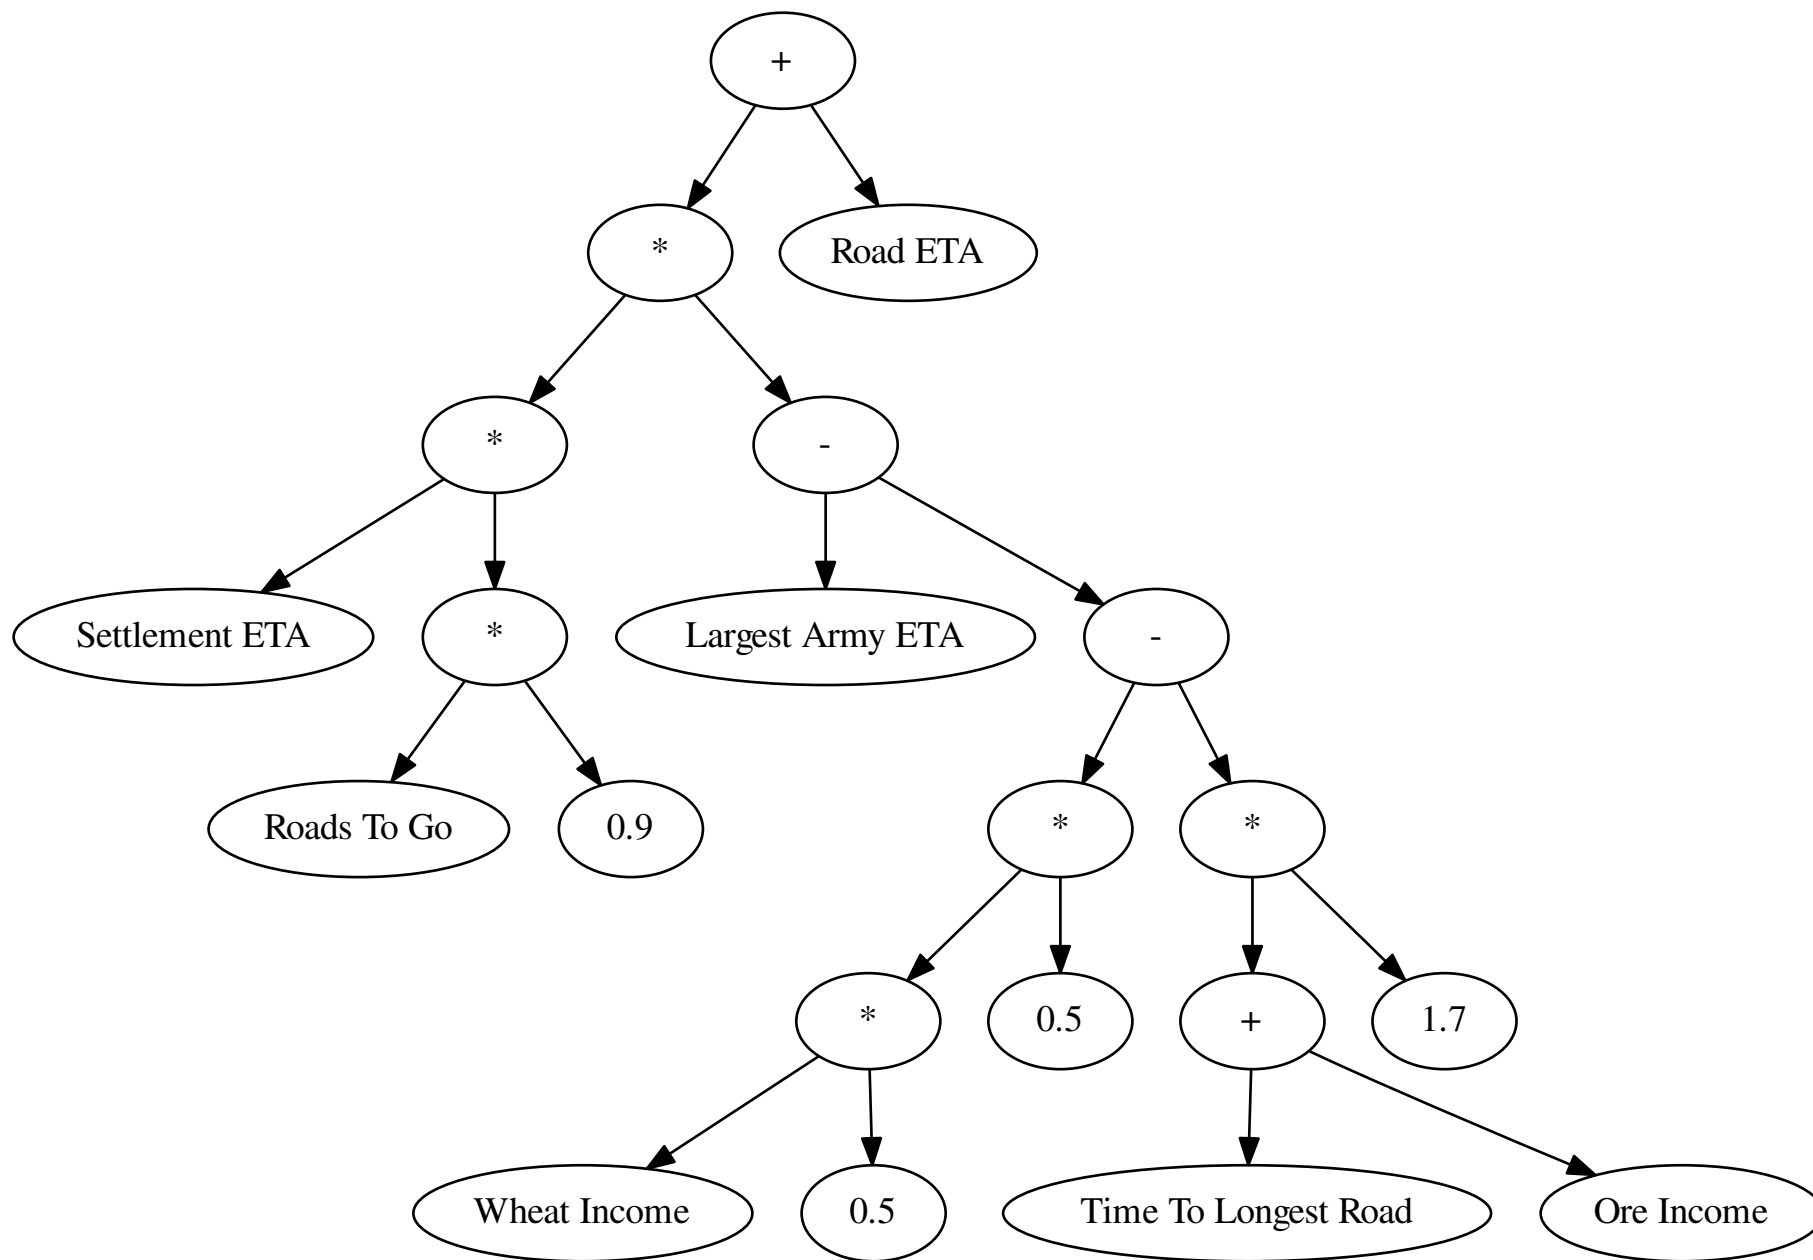 +
*
Road ETA
*
-
Settlement ETA
*
Largest Army ETA
-
Roads To Go
0.9
*
*
*
0.5
+
1.7
Wheat Income
0.5
Time To Longest Road
Ore Income